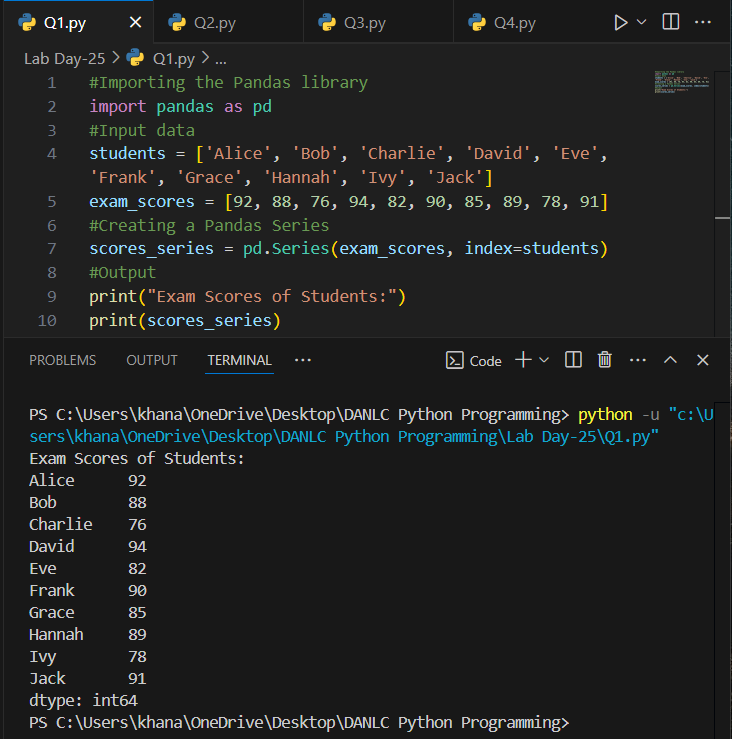 Q1.py Q2.py Q3.py Q4.py
Lab Day-25 > Q1.py > ...
1 #Importing the Pandas library
2 import pandas as pd
3 #Input data
4 students = ['Alice', 'Bob', 'Charlie', 'David', 'Eve',
'Frank', 'Grace', 'Hannah', 'Ivy', 'Jack']
5 exam_scores = [92, 88, 76, 94, 82, 90, 85, 89, 78, 91]
6 #Creating a Pandas Series
7 scores_series = pd.Series(exam_scores, index=students)
8 #Output
9 print("Exam Scores of Students:")
10 print(scores_series)
PROBLEMS OUTPUT TERMINAL ... Code
PS C:\Users\khana\OneDrive\Desktop\DANLC Python Programming> python -u "c:\U
sers\khana\OneDrive\Desktop\DANLC Python Programming\Lab Day-25\Q1.py"
Exam Scores of Students:
Alice 92
Bob 88
Charlie 76
David 94
Eve 82
Frank 90
Grace 85
Hannah 89
Ivy 78
Jack 91
dtype: int64
PS C:\Users\khana\OneDrive\Desktop\DANLC Python Programming>